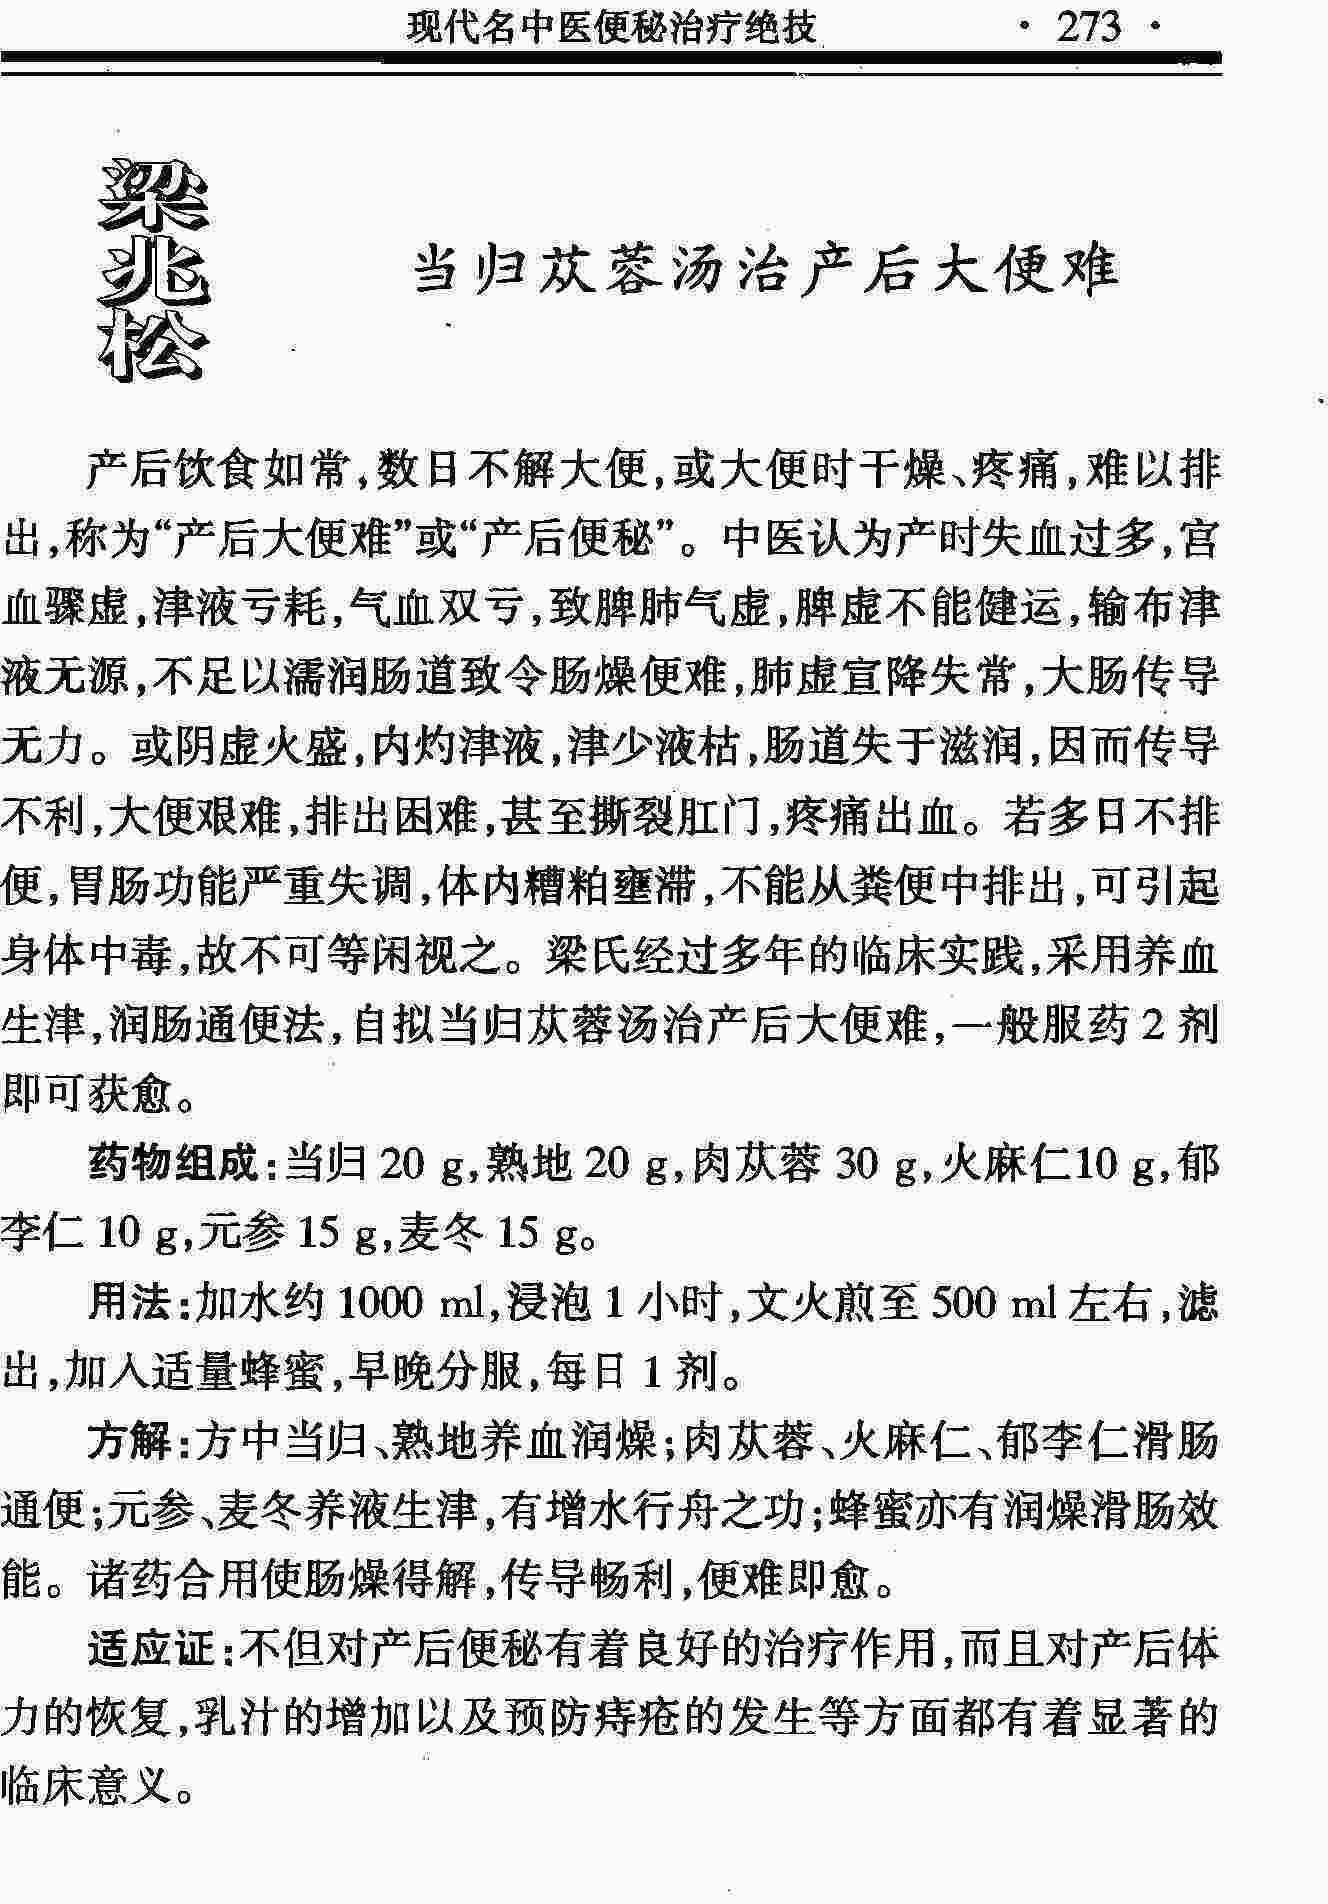 现代名中医便秘治疗绝技 · 273 ·
梁兆松
当归苁蓉汤治产后大便难
产后饮食如常,数日不解大便,或大便时干燥、疼痛,难以排
出,称为“产后大便难”或“产后便秘”。中医认为产时失血过多,宫
血骤虚,津液亏耗,气血双亏,致脾肺气虚,脾虚不能健运,输布津
液无源,不足以濡润肠道致令肠燥便难,肺虚宣降失常,大肠传导
无力。或阴虚火盛,内灼津液,津少液枯,肠道失于滋润,因而传导
不利,大便艰难,排出困难,甚至撕裂肛门,疼痛出血。若多日不排
便,胃肠功能严重失调,体内糟粕壅滞,不能从粪便中排出,可引起
身体中毒,故不可等闲视之。梁氏经过多年的临床实践,采用养血
生津,润肠通便法,自拟当归苁蓉汤治产后大便难,一般服药 2 剂
即可获愈。
药物组成:当归 20 g,熟地 20 g,肉苁蓉 30 g,火麻仁10 g,郁
李仁 10 g,元参 15 g,麦冬 15 g。
用法:加水约 1000 ml,浸泡 1 小时,文火煎至 500 ml 左右,滤
出,加入适量蜂蜜,早晚分服,每日 1 剂。
方解:方中当归、熟地养血润燥;肉苁蓉、火麻仁、郁李仁滑肠
通便;元参、麦冬养液生津,有增水行舟之功;蜂蜜亦有润燥滑肠效
能。诸药合用使肠燥得解,传导畅利,便难即愈。
适应证:不但对产后便秘有着良好的治疗作用,而且对产后体
力的恢复,乳汁的增加以及预防痔疮的发生等方面都有着显著的
临床意义。